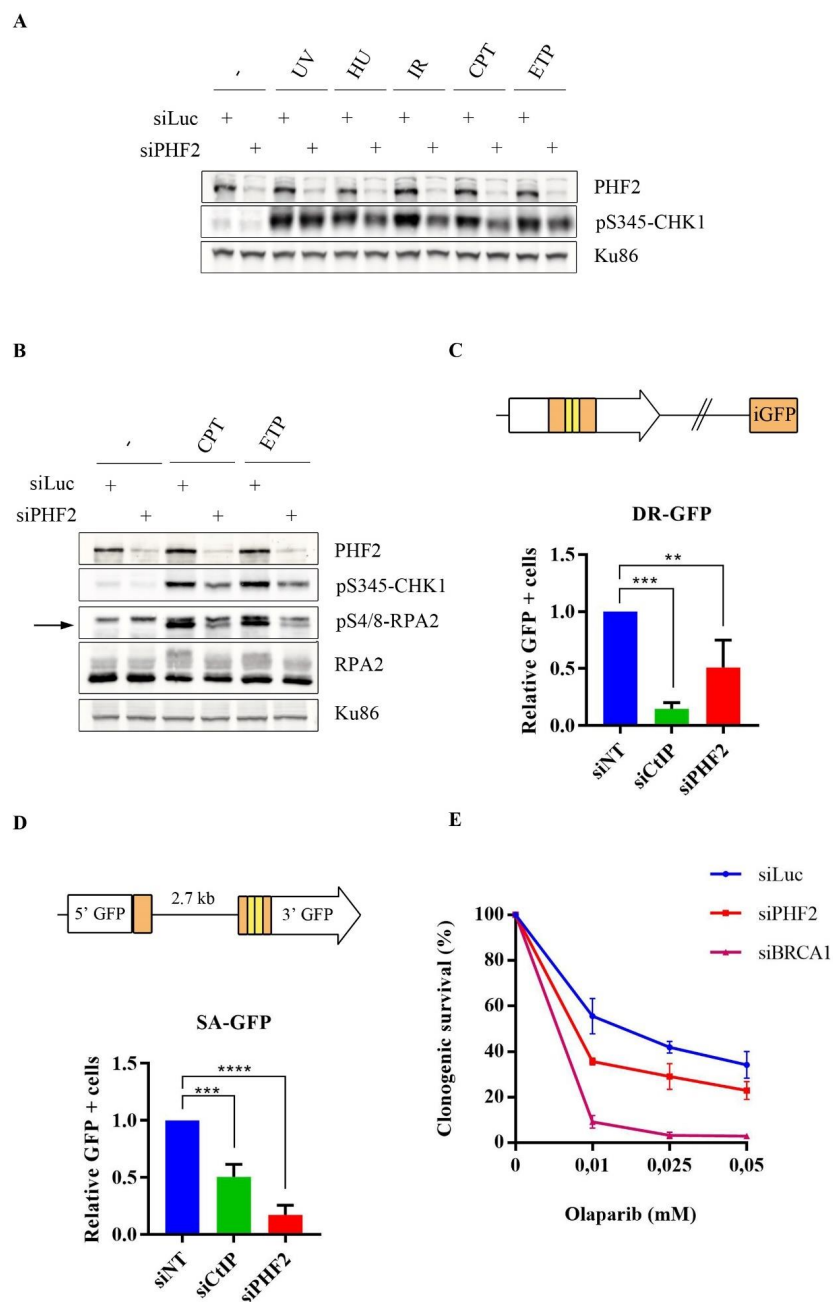 A
- UV HU IR CPT ETP
siLuc + + + + + +
siPHF2 + + + + + +
PHF2
pS345-CHK1
Ku86
B
- CPT ETP
siLuc + + +
siPHF2 + + +
PHF2
pS345-CHK1
pS4/8-RPA2
RPA2
Ku86
C
iGFP
DR-GFP
Relative GFP + cells
1.5
1.0
0.5
0.0
**
***
siNT siCtIP siPHF2
D
5' GFP 2.7 kb 3' GFP
SA-GFP
Relative GFP + cells
1.5
1.0
0.5
0.0
****
***
siNT siCtIP siPHF2
E
siLuc
siPHF2
siBRCA1
Clonogenic survival (%)
100
80
60
40
20
0
0 0,01 0,025 0,05
Olaparib (mM)